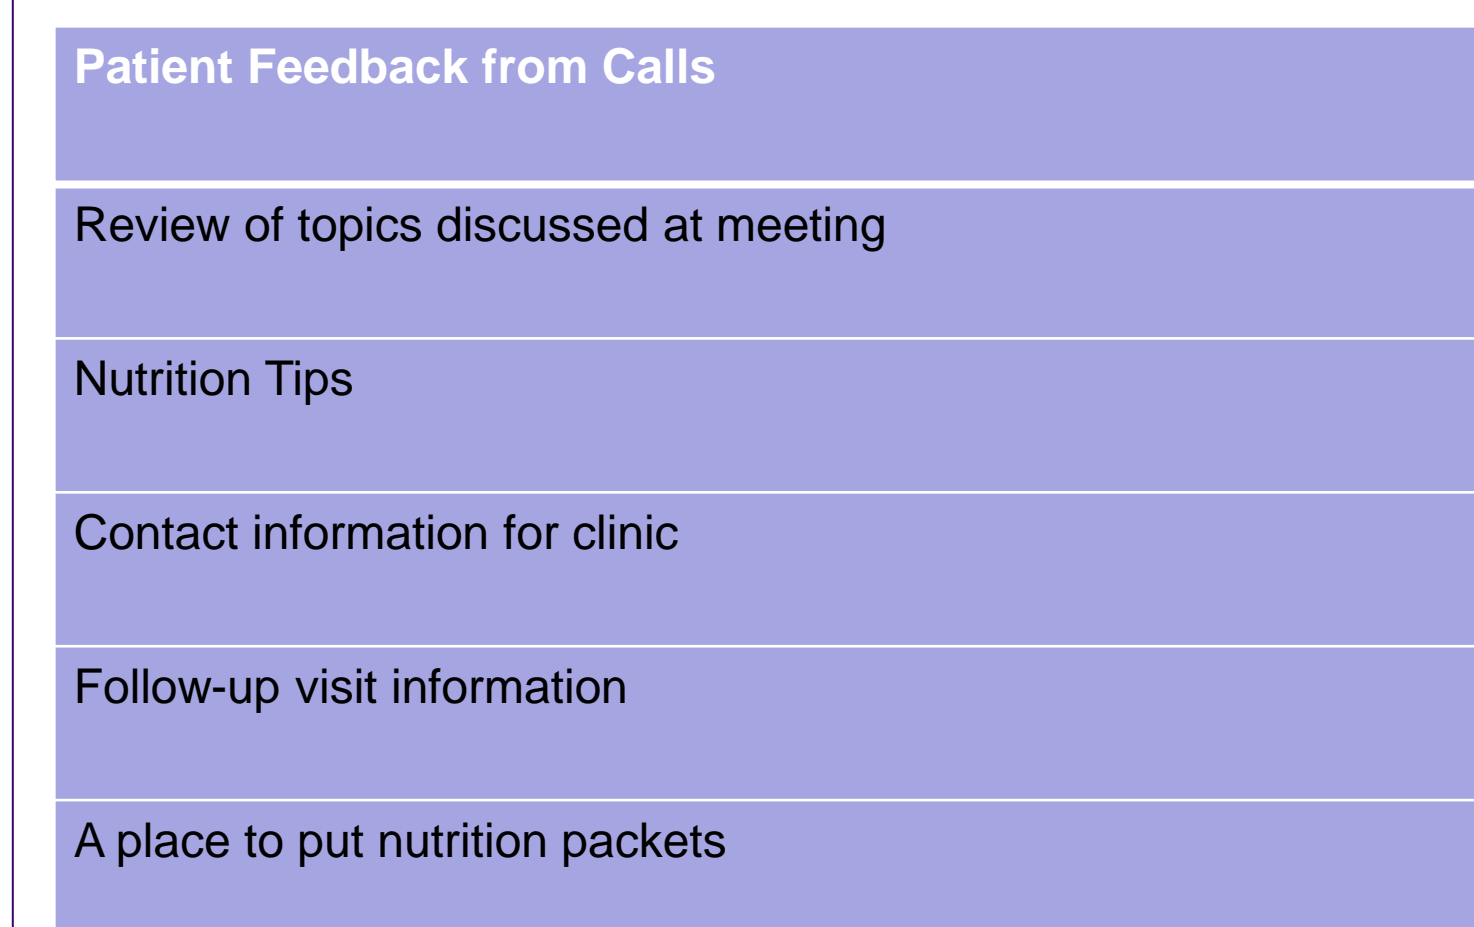 Patient Feedback from Calls
Review of topics discussed at meeting
Nutrition Tips
Contact information for clinic
Follow-up visit information
A place to put nutrition packets